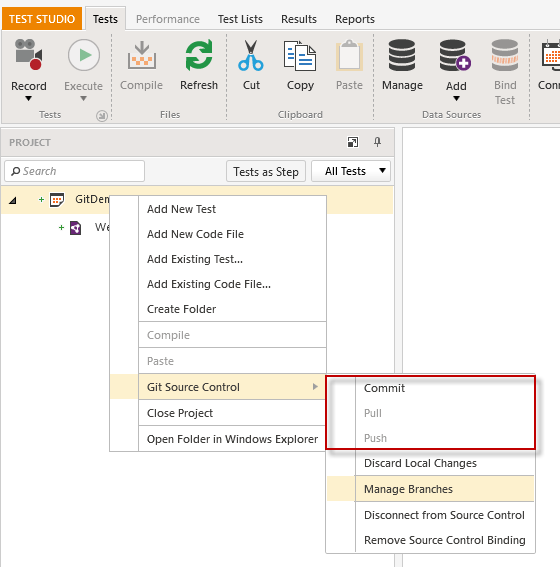 TEST STUDIO Tests Performance Test Lists Results Reports
Record Execute Compile Refresh Cut Copy Paste Manage Add Bind Test
Tests Files Clipboard Data Sources
PROJECT
Search Tests as Step All Tests
Add New Test
Add New Code File
Add Existing Test...
Add Existing Code File...
Create Folder
Compile
Paste
Git Source Control
Close Project
Open Folder in Windows Explorer
Commit
Pull
Push
Discard Local Changes
Manage Branches
Disconnect from Source Control
Remove Source Control Binding